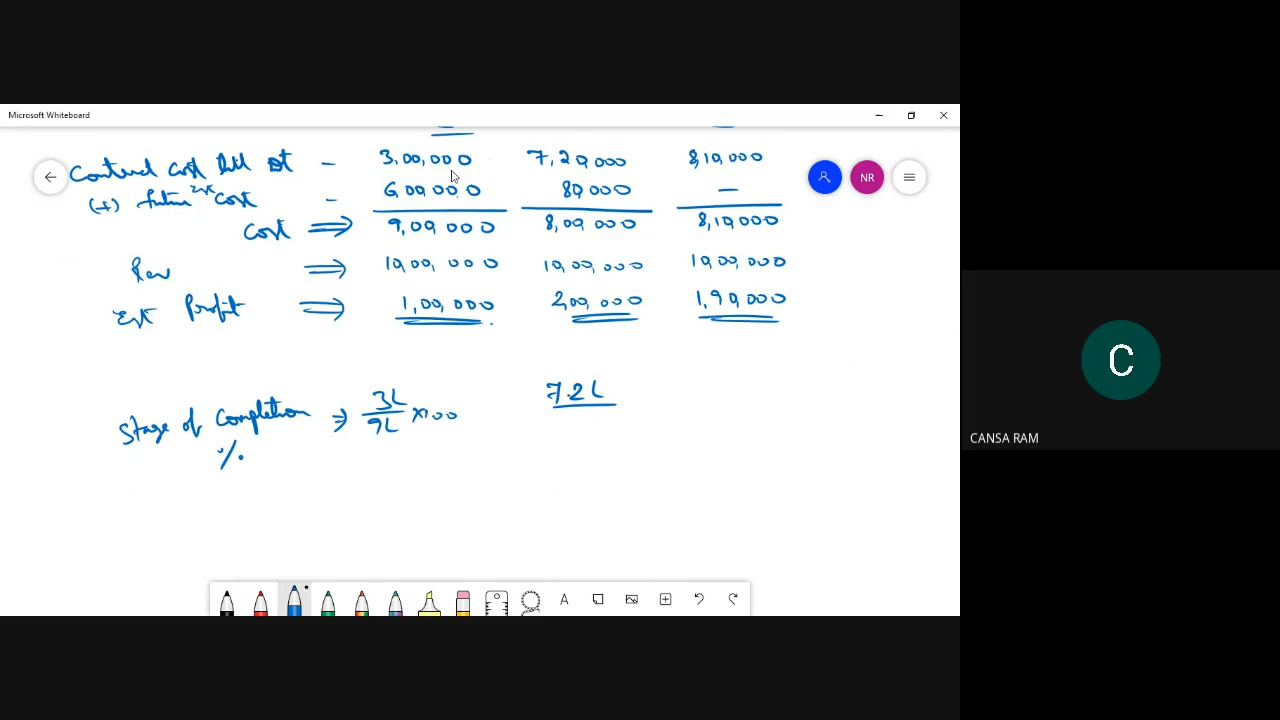 Microsoft Whiteboard
Contract cost till dt - 3,00,000 7,20,000 8,10,000
(+) future cost - 6,00,000 80,000 —
Cost ⇒ 9,00,000 8,00,000 8,10,000
Rev ⇒ 10,00,000 10,00,000 10,00,000
Est Profit ⇒ 1,00,000 2,00,000 1,90,000
Stage of Completion ⇒ 3L/9L ×100 7.2L
%
NR
C
CANSA RAM
A